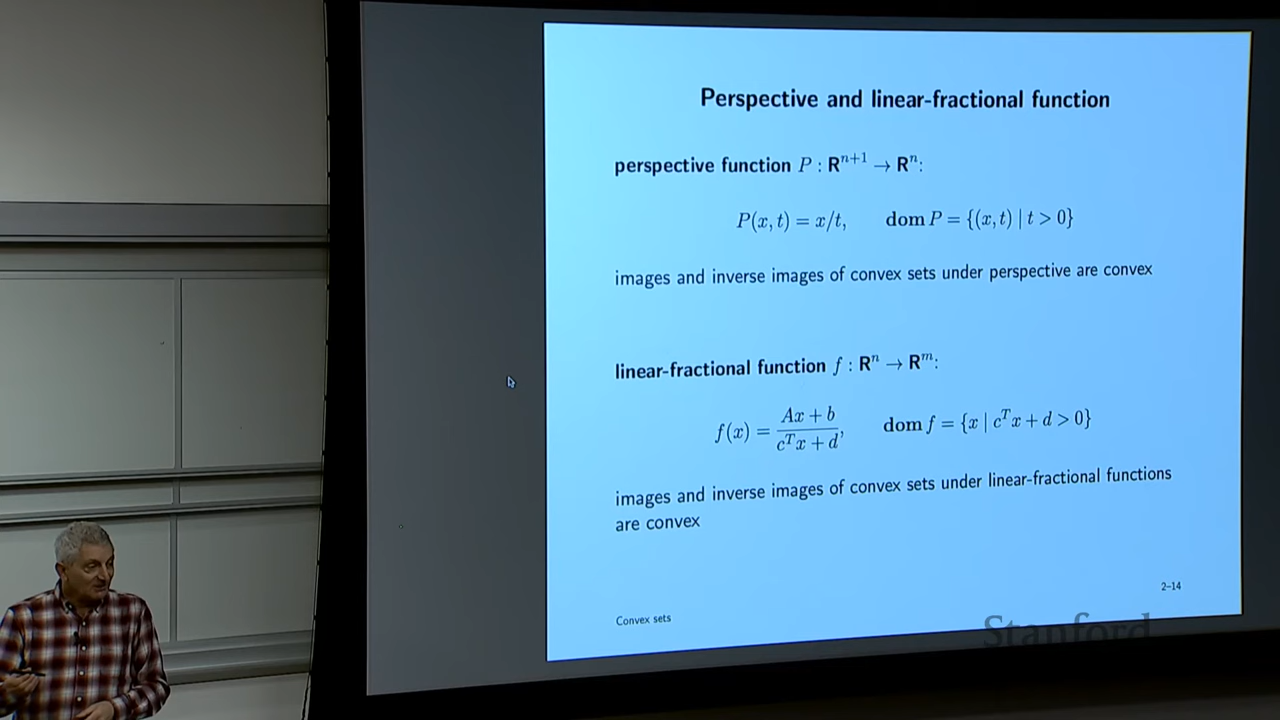 Perspective and linear-fractional function
perspective function P : R^{n+1} → R^n:
P(x, t) = x/t, dom P = {(x, t) | t > 0}
images and inverse images of convex sets under perspective are convex
linear-fractional function f : R^n → R^m:
f(x) = \frac{Ax + b}{c^T x + d}, dom f = {x | c^T x + d > 0}
images and inverse images of convex sets under linear-fractional functions
are convex
Convex sets
2–14
Stanford